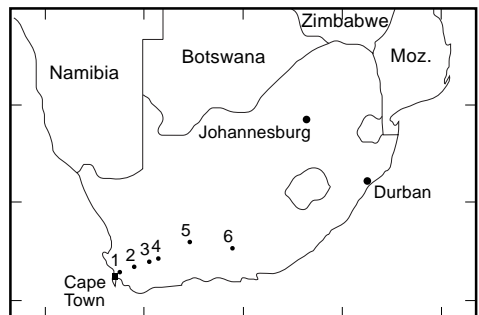 Zimbabwe
Botswana
Moz.
Namibia
Johannesburg
Durban
5
6
1 2 3 4
Cape
Town